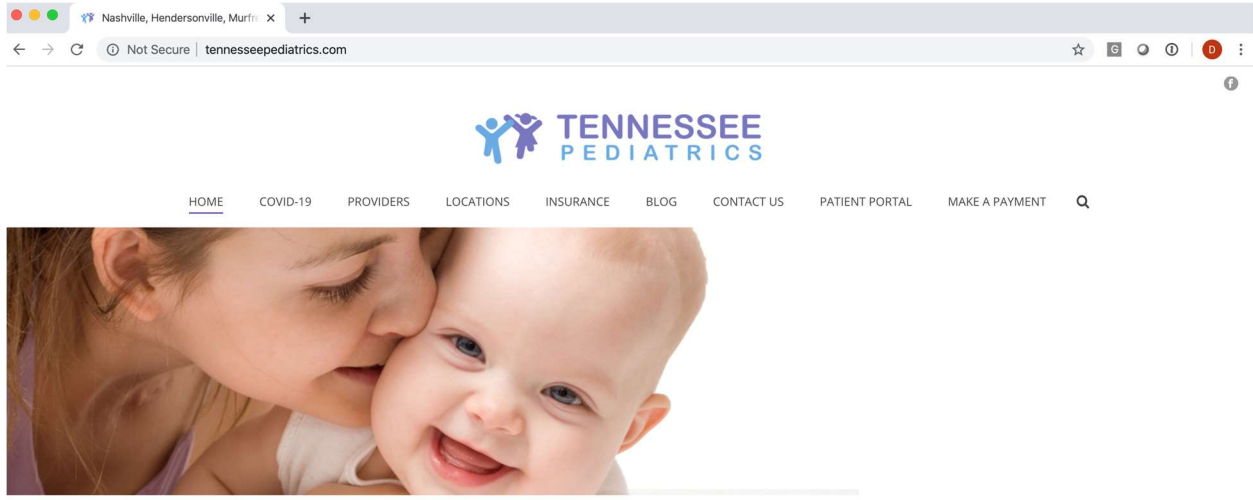 Nashville, Hendersonville, Murfre
Not Secure | tennesseepediatrics.com
G
D
TENNESSEE
PEDIATRICS
HOME COVID-19 PROVIDERS LOCATIONS INSURANCE BLOG CONTACT US PATIENT PORTAL MAKE A PAYMENT